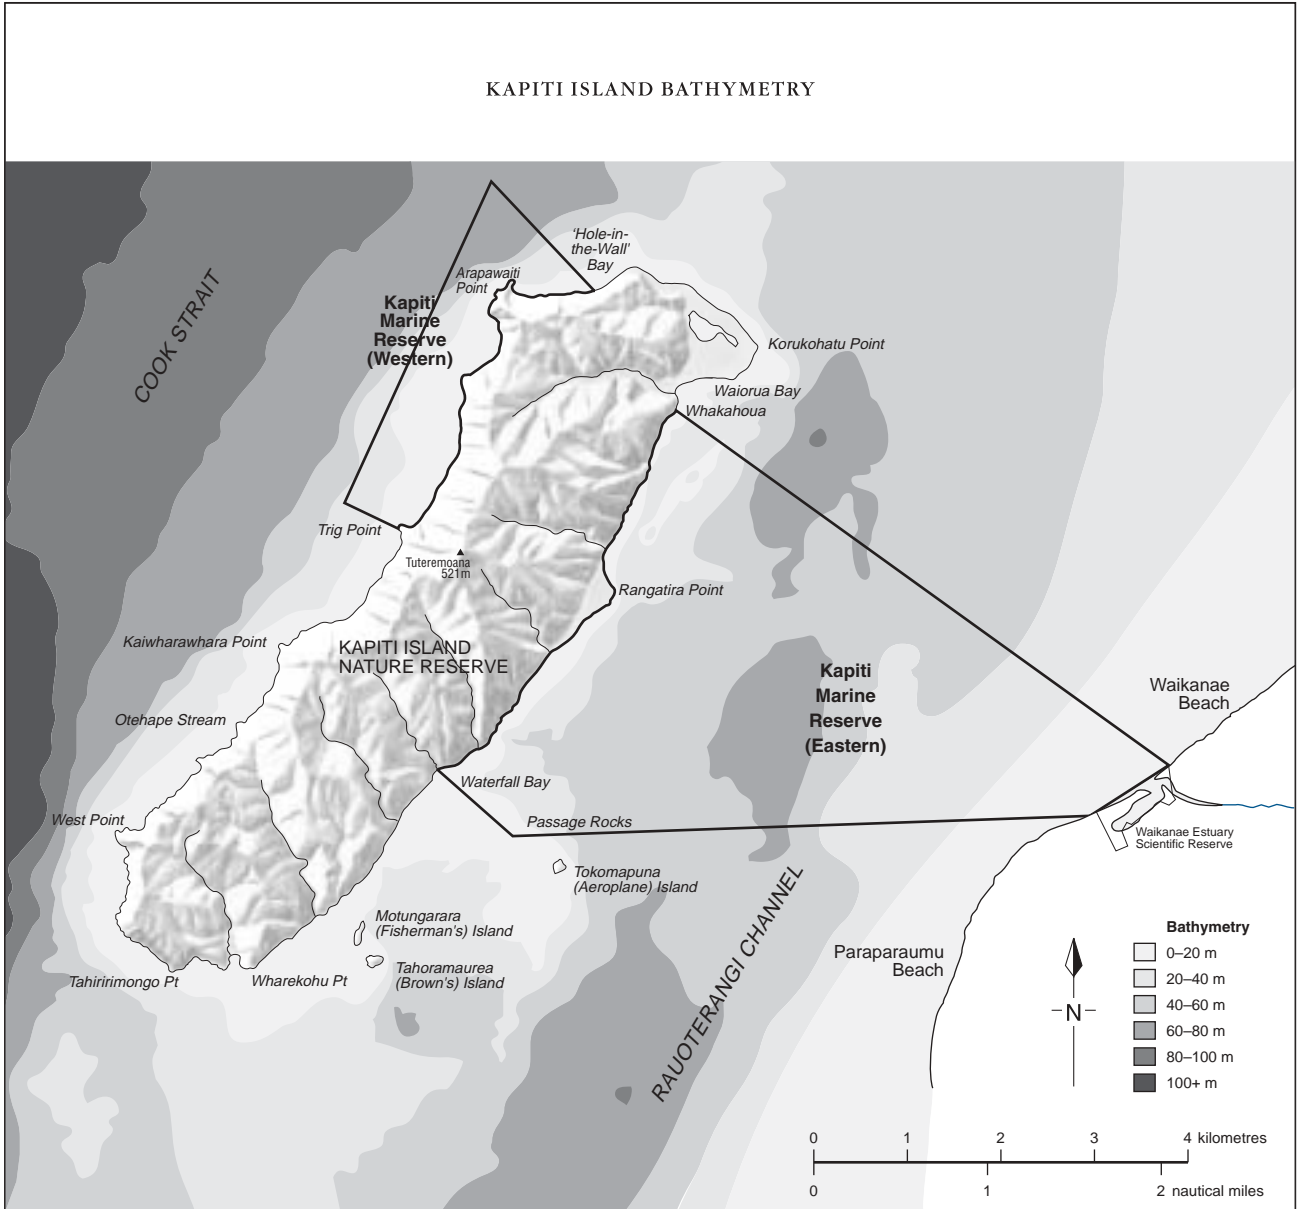 KAPITI ISLAND BATHYMETRY
'Hole-in-
the-Wall'
Bay
Arapawaiti
Point
COOK STRAIT
Kapiti
Marine
Reserve
(Western)
Korukohatu Point
Waiorua Bay
Whakahoua
Trig Point
Tuteremoana
521m
Rangatira Point
Kaiwharawhara Point
KAPITI ISLAND
NATURE RESERVE
Kapiti
Marine
Reserve
(Eastern)
Waikanae
Beach
Otehape Stream
Waterfall Bay
West Point
Passage Rocks
Waikanae Estuary
Scientific Reserve
Tokomapuna
(Aeroplane) Island
Motungarara
(Fisherman's) Island
RAUOTERANGI CHANNEL
Paraparaumu
Beach
Tahiririmongo Pt
Wharekohu Pt
Tahoramaurea
(Brown's) Island
Bathymetry
0–20 m
20–40 m
40–60 m
60–80 m
80–100 m
100+ m
N
0 1 2 3 4 kilometres
0 1 2 nautical miles